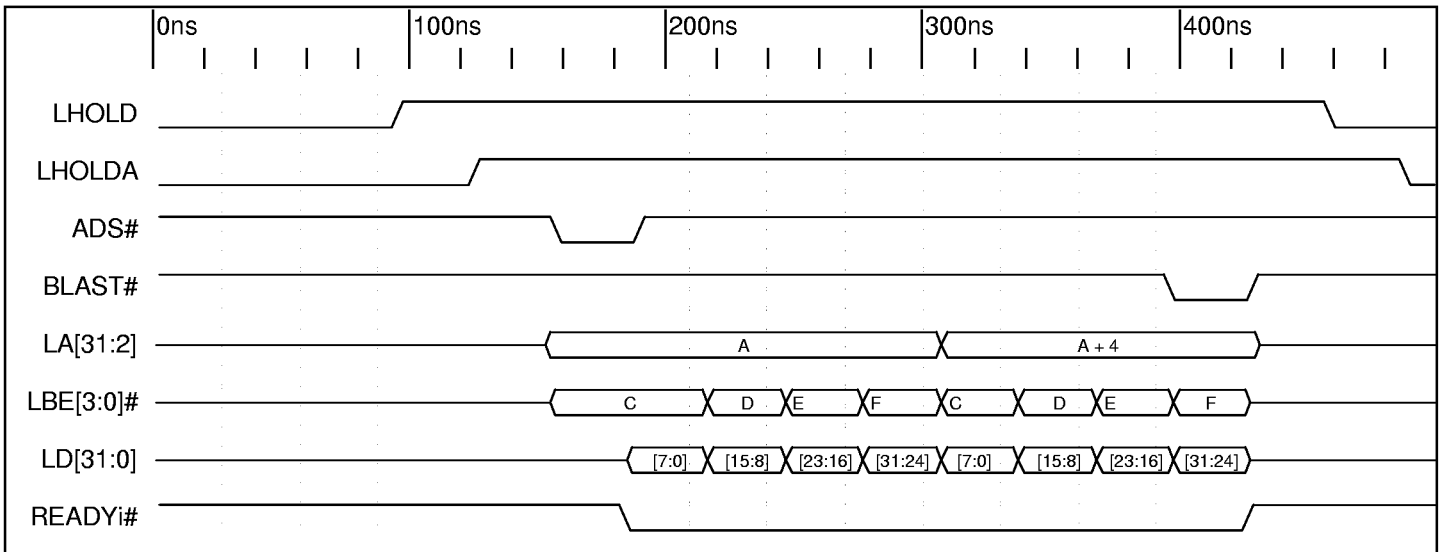 0ns 100ns 200ns 300ns 400ns
LHOLD
LHOLDA
ADS#
BLAST#
LA[31:2] A A + 4
LBE[3:0]# C D E F C D E F
LD[31:0] [7:0] [15:8] [23:16] [31:24] [7:0] [15:8] [23:16] [31:24]
READYi#